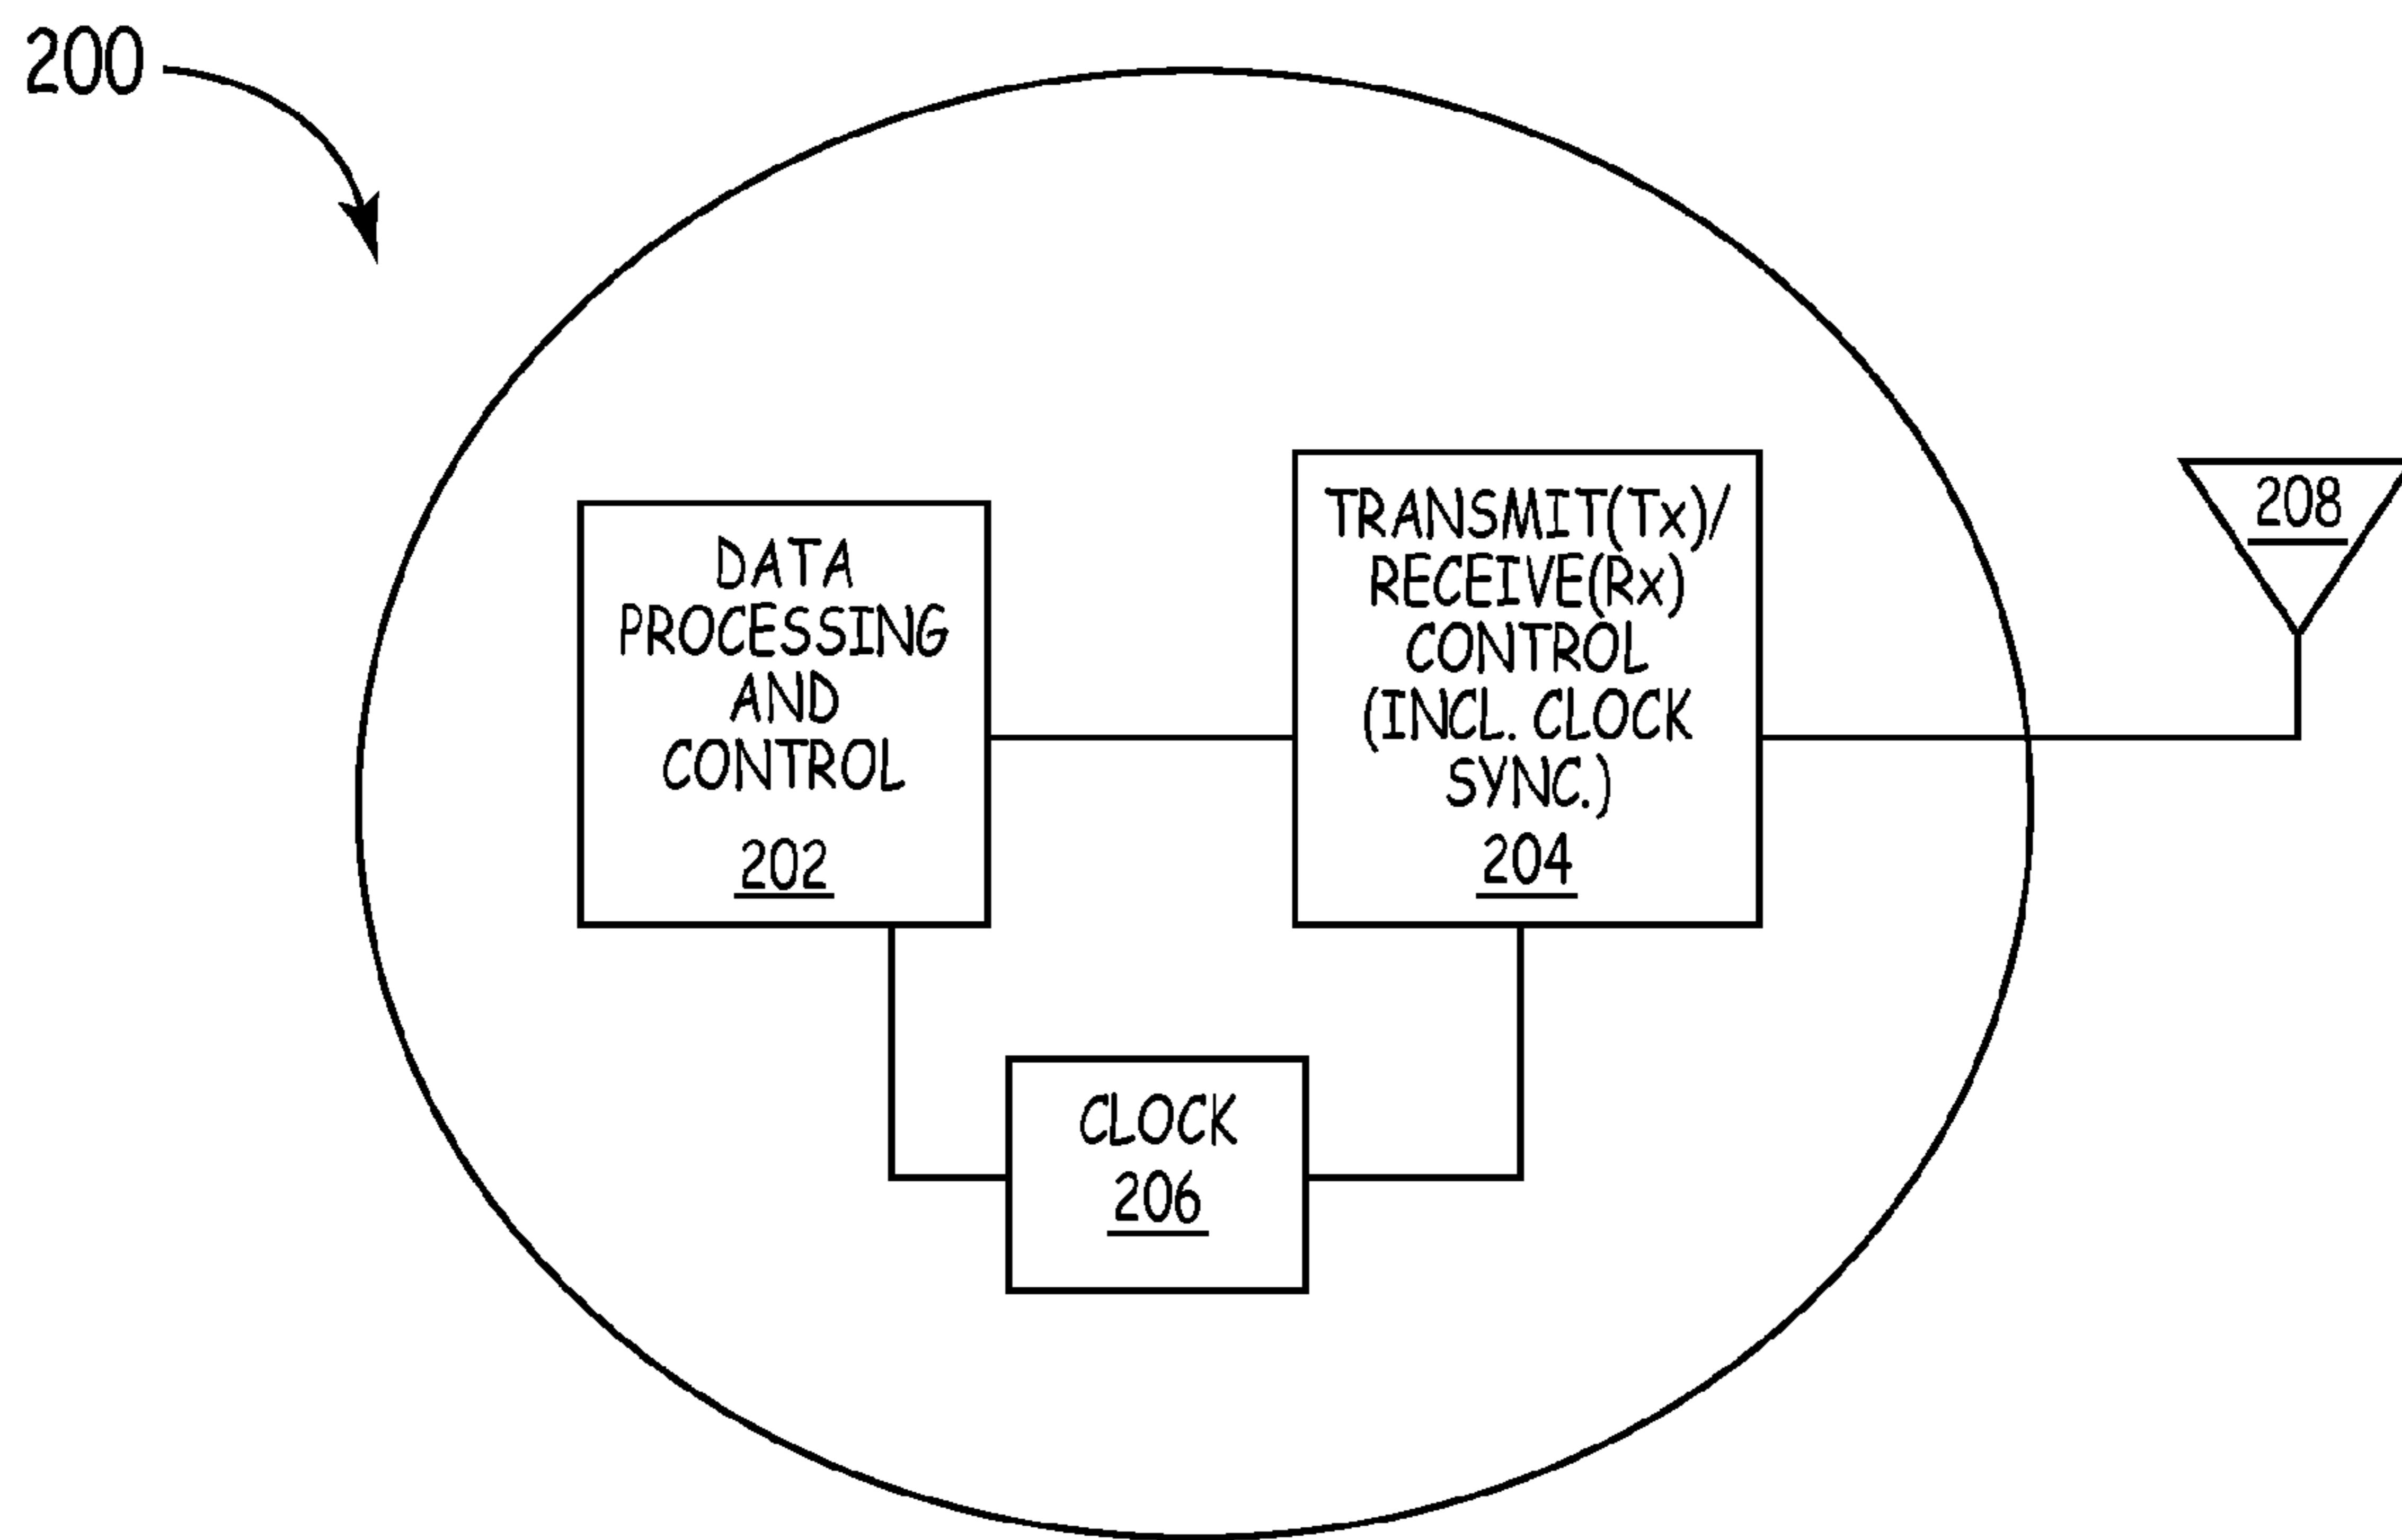 200
DATA
PROCESSING
AND
CONTROL
202
TRANSMIT(Tx)/
RECEIVE(Rx)
CONTROL
(INCL. CLOCK
SYNC.)
204
208
CLOCK
206